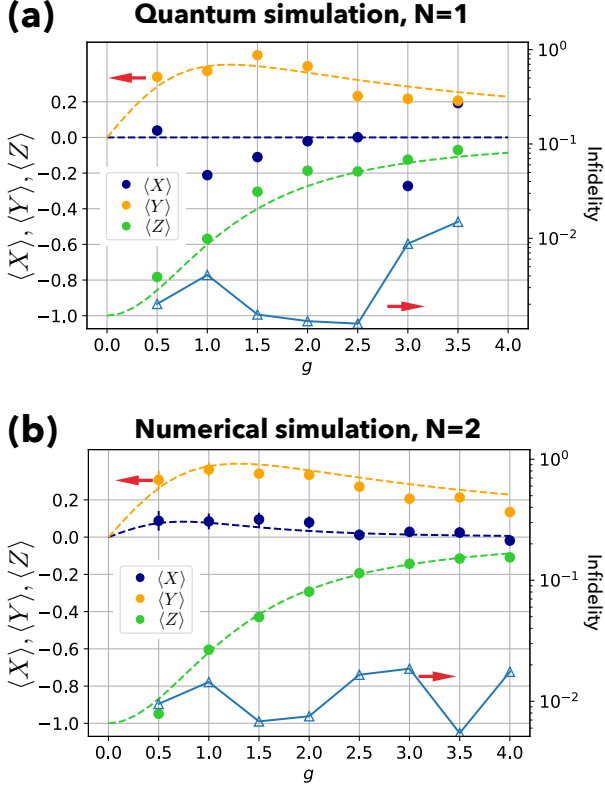 (a) Quantum simulation, N=1
⟨X⟩, ⟨Y⟩, ⟨Z⟩
0.2
0.0
−0.2
−0.4
−0.6
−0.8
−1.0
⟨X⟩
⟨Y⟩
⟨Z⟩
10⁰
10⁻¹
10⁻²
Infidelity
0.0 0.5 1.0 1.5 2.0 2.5 3.0 3.5 4.0
g
(b) Numerical simulation, N=2
⟨X⟩, ⟨Y⟩, ⟨Z⟩
0.2
0.0
−0.2
−0.4
−0.6
−0.8
−1.0
⟨X⟩
⟨Y⟩
⟨Z⟩
10⁰
10⁻¹
10⁻²
Infidelity
0.0 0.5 1.0 1.5 2.0 2.5 3.0 3.5 4.0
g